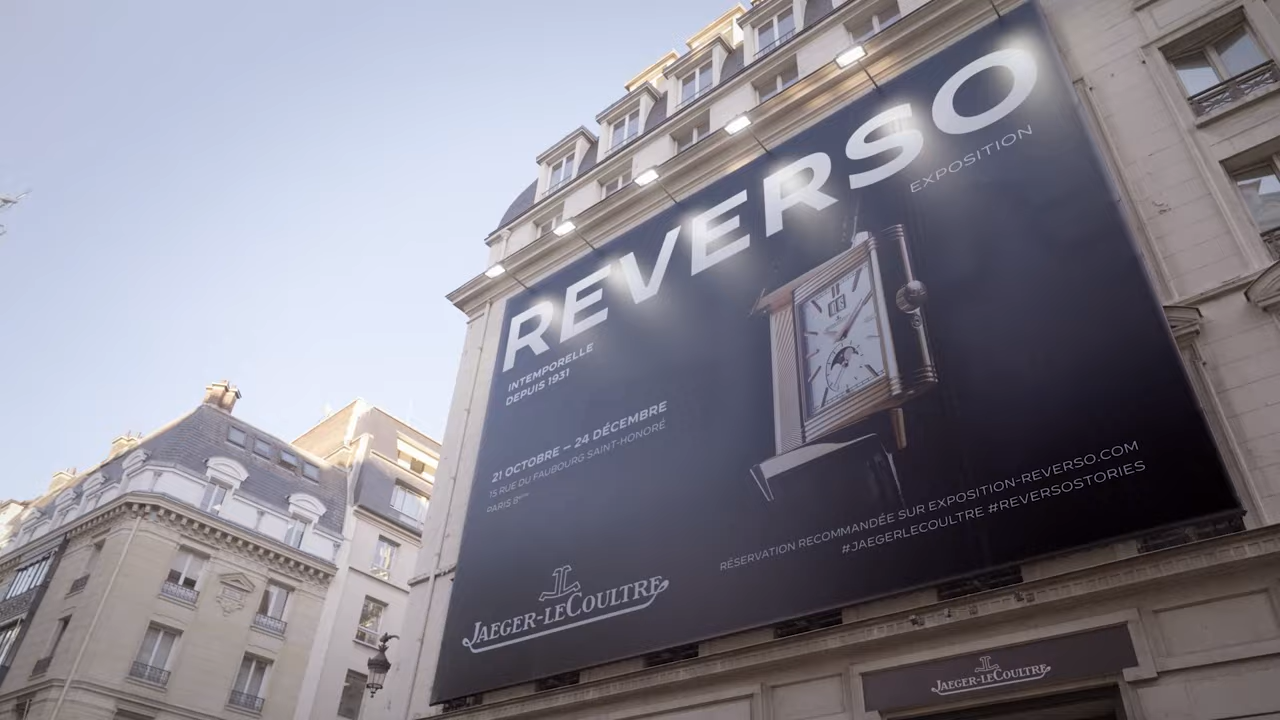 REVERSO
EXPOSITION
INTEMPORELLE
DEPUIS 1931
21 OCTOBRE – 24 DÉCEMBRE
15 RUE DU FAUBOURG SAINT-HONORÉ
PARIS 8ᵉᵐᵉ
RÉSERVATION RECOMMANDÉE SUR EXPOSITION-REVERSO.COM
#JAEGERLECOULTRE #REVERSOSTORIES
JAEGER-LECOULTRE
JAEGER-LECOULTRE